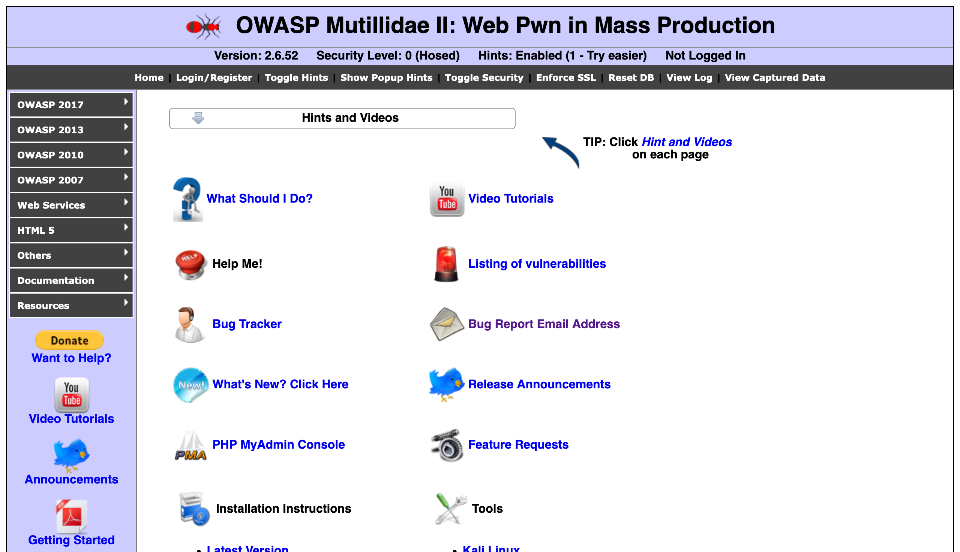 OWASP Mutillidae II: Web Pwn in Mass Production
Version: 2.6.52 Security Level: 0 (Hosed) Hints: Enabled (1 - Try easier) Not Logged In
Home | Login/Register | Toggle Hints | Show Popup Hints | Toggle Security | Enforce SSL | Reset DB | View Log | View Captured Data
OWASP 2017
OWASP 2013
OWASP 2010
OWASP 2007
Web Services
HTML 5
Others
Documentation
Resources
Donate
Want to Help?
You
Tube
Video Tutorials
Announcements
Getting Started
Hints and Videos
TIP: Click Hint and Videos
on each page
What Should I Do?
You
Tube
Video Tutorials
HELP
Help Me!
Listing of vulnerabilities
Bug Tracker
Bug Report Email Address
New!
What's New? Click Here
Release Announcements
PMA
PHP MyAdmin Console
Feature Requests
Installation Instructions
Tools
• Latest Version
• Kali Linux